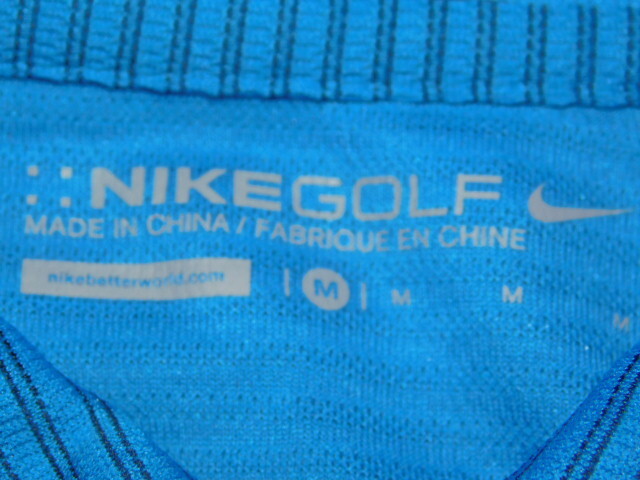 NIKEGOLF
MADE IN CHINA / FABRIQUE EN CHINE
nikebetterworld.com | M | M M M